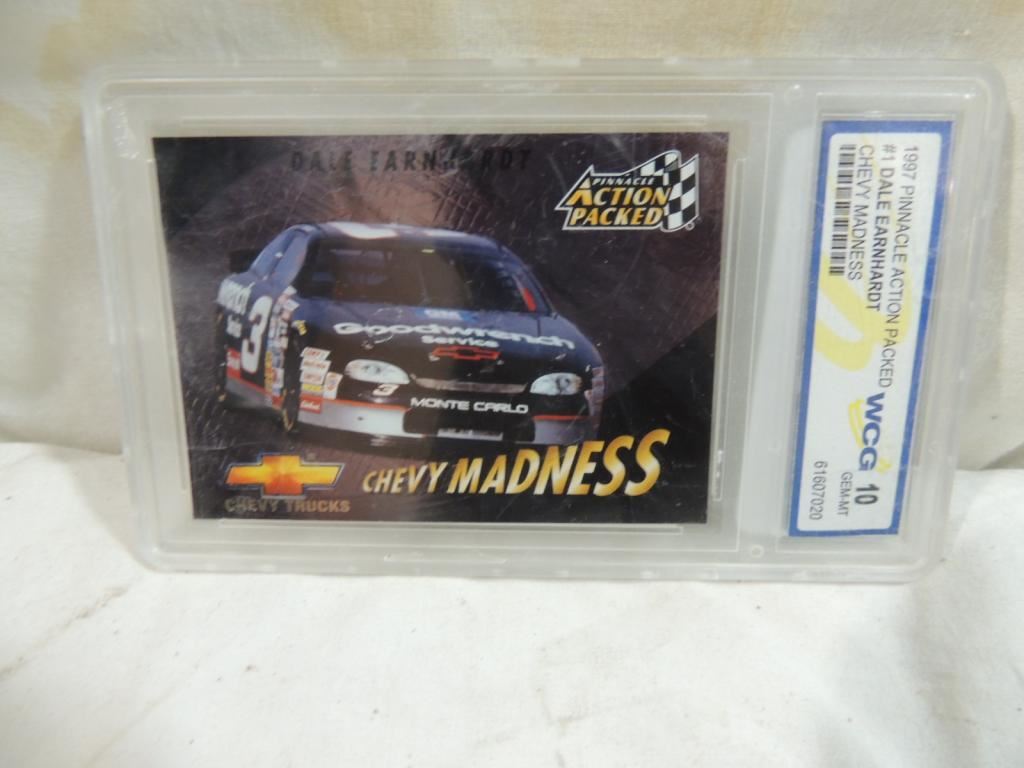 DALE EARNHARDT
PINNACLE
ACTION
PACKED
Goodwrench
Service
3
3
MONTE CARLO
CHEVY MADNESS
CHEVY TRUCKS
1997 PINNACLE ACTION PACKED
#1 DALE EARNHARDT
CHEVY MADNESS
WCG 10
GEM-MT
61607020